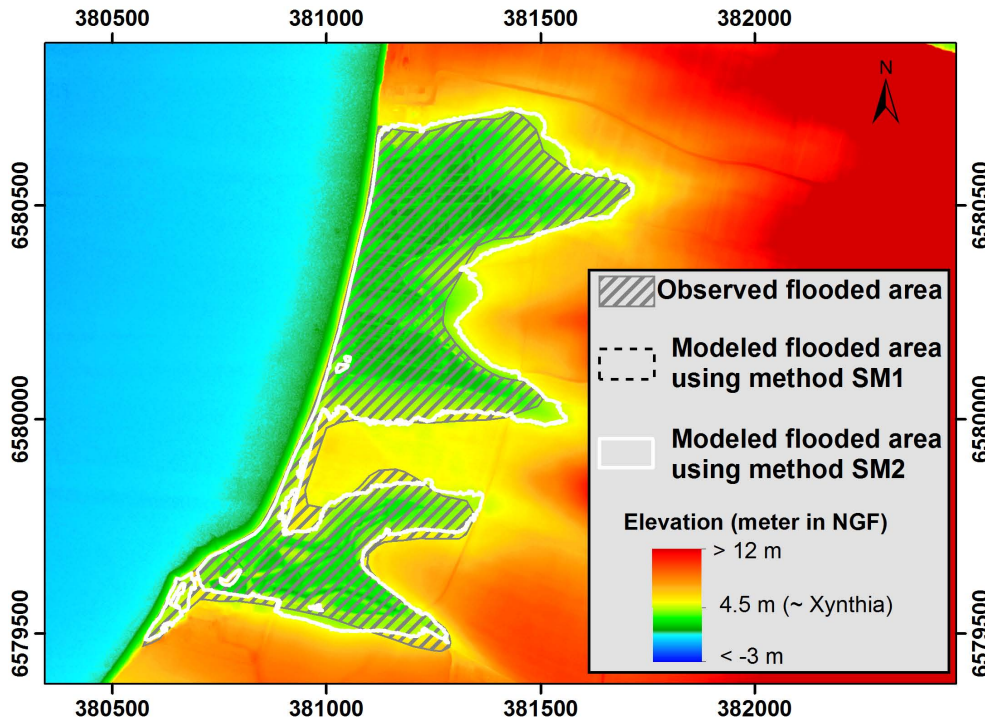 380500 381000 381500 382000
N
6580500 6580500
Observed flooded area
Modeled flooded area
using method SM1
6580000 6580000
Modeled flooded area
using method SM2
Elevation (meter in NGF)
> 12 m
4.5 m (~ Xynthia)
< -3 m
6579500 6579500
380500 381000 381500 382000